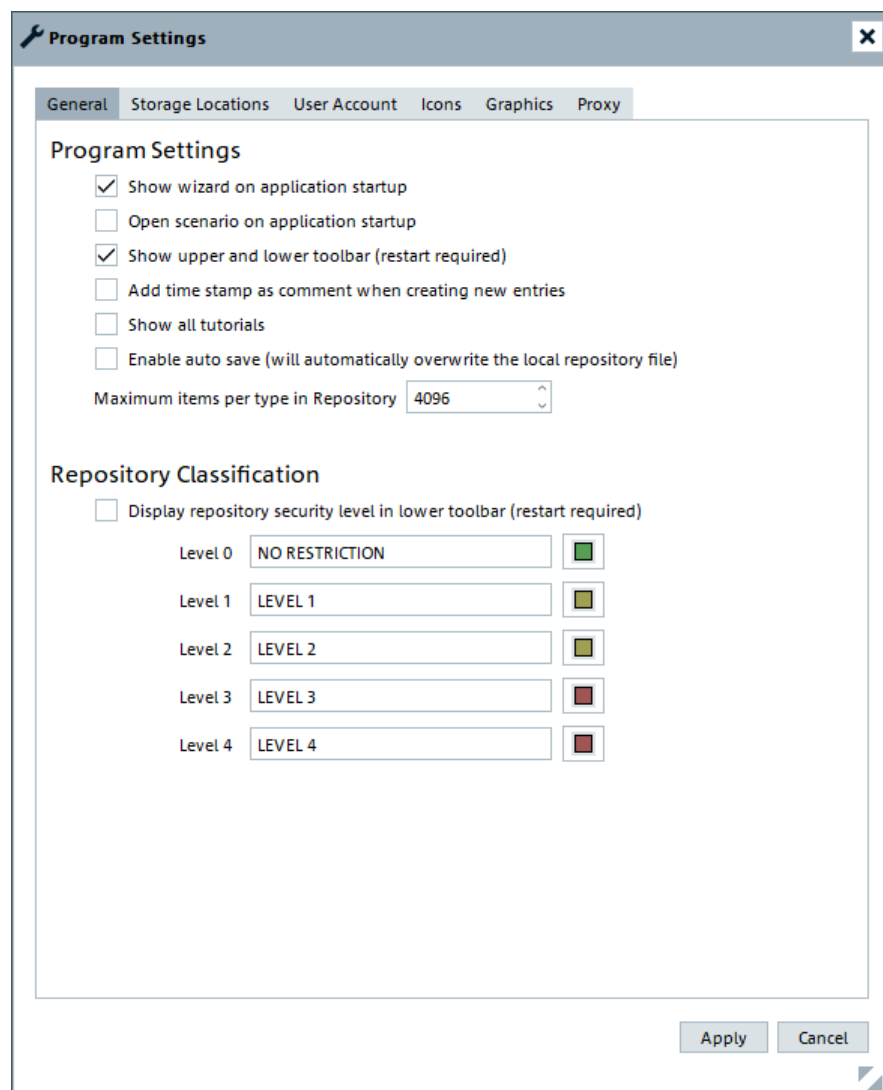 Program Settings
General Storage Locations User Account Icons Graphics Proxy
Program Settings
Show wizard on application startup
Open scenario on application startup
Show upper and lower toolbar (restart required)
Add time stamp as comment when creating new entries
Show all tutorials
Enable auto save (will automatically overwrite the local repository file)
Maximum items per type in Repository 4096
Repository Classification
Display repository security level in lower toolbar (restart required)
Level 0 NO RESTRICTION
Level 1 LEVEL 1
Level 2 LEVEL 2
Level 3 LEVEL 3
Level 4 LEVEL 4
Apply Cancel